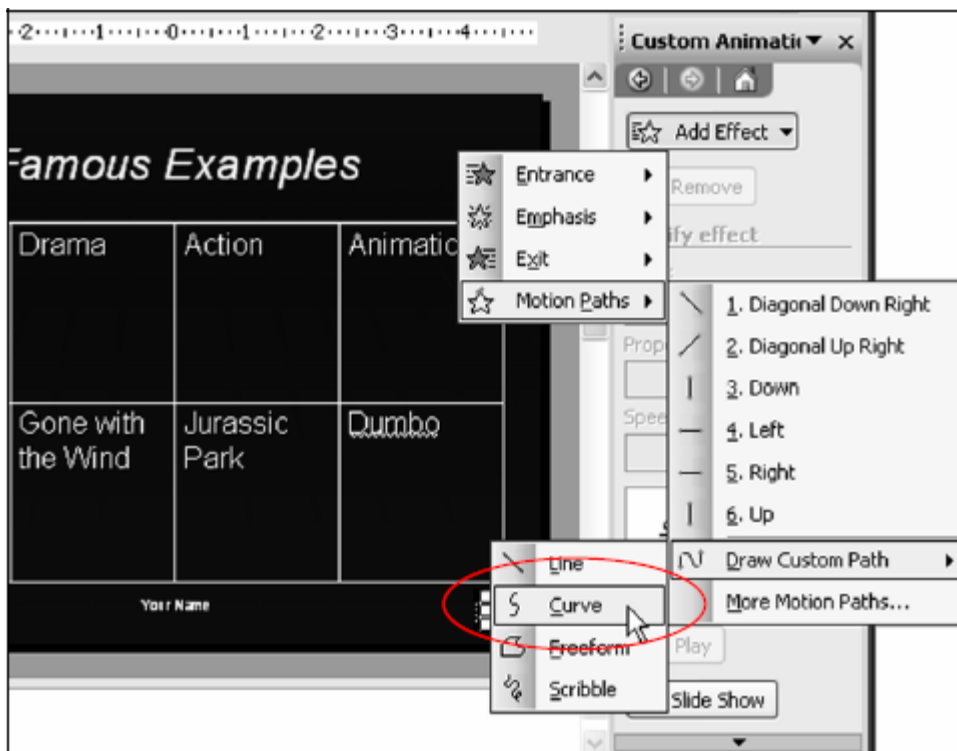 2 1 0 1 2 3 4
Custom Animati
Add Effect
Remove
ify effect
Prop
Spee
Play
Slide Show
Famous Examples
Drama Action Animatic
Gone with the Wind
Jurassic Park
Dumbo
Your Name
Entrance
Emphasis
Exit
Motion Paths
1. Diagonal Down Right
2. Diagonal Up Right
3. Down
4. Left
5. Right
6. Up
Draw Custom Path
More Motion Paths...
Line
Curve
Freeform
Scribble